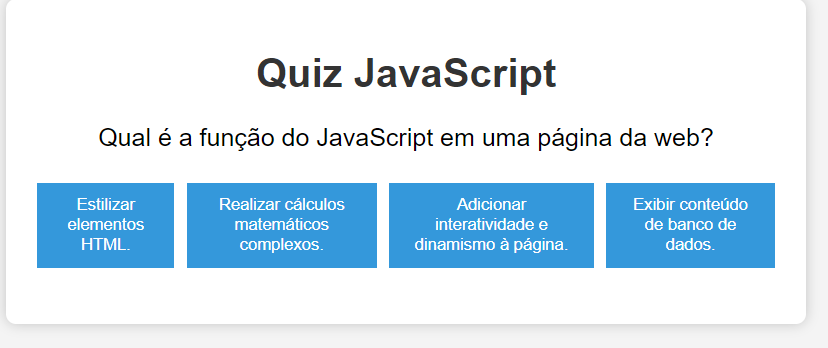 Quiz JavaScript
Qual é a função do JavaScript em uma página da web?
Estilizar
elementos
HTML.
Realizar cálculos
matemáticos
complexos.
Adicionar
interatividade e
dinamismo à página.
Exibir conteúdo
de banco de
dados.